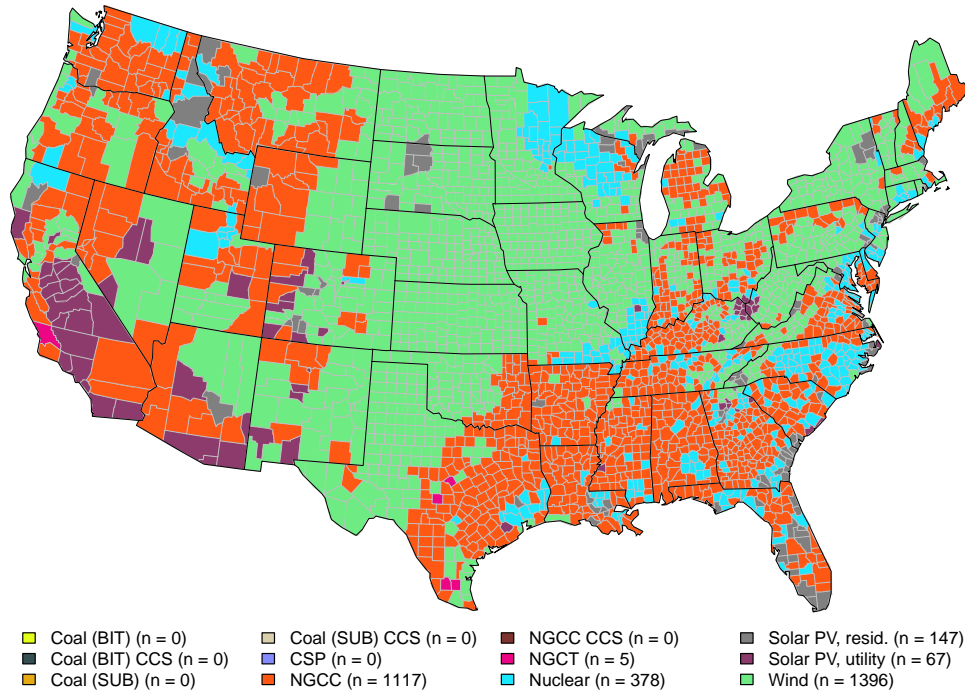 Coal (BIT) (n = 0)
Coal (BIT) CCS (n = 0)
Coal (SUB) (n = 0)
Coal (SUB) CCS (n = 0)
CSP (n = 0)
NGCC (n = 1117)
NGCC CCS (n = 0)
NGCT (n = 5)
Nuclear (n = 378)
Solar PV, resid. (n = 147)
Solar PV, utility (n = 67)
Wind (n = 1396)